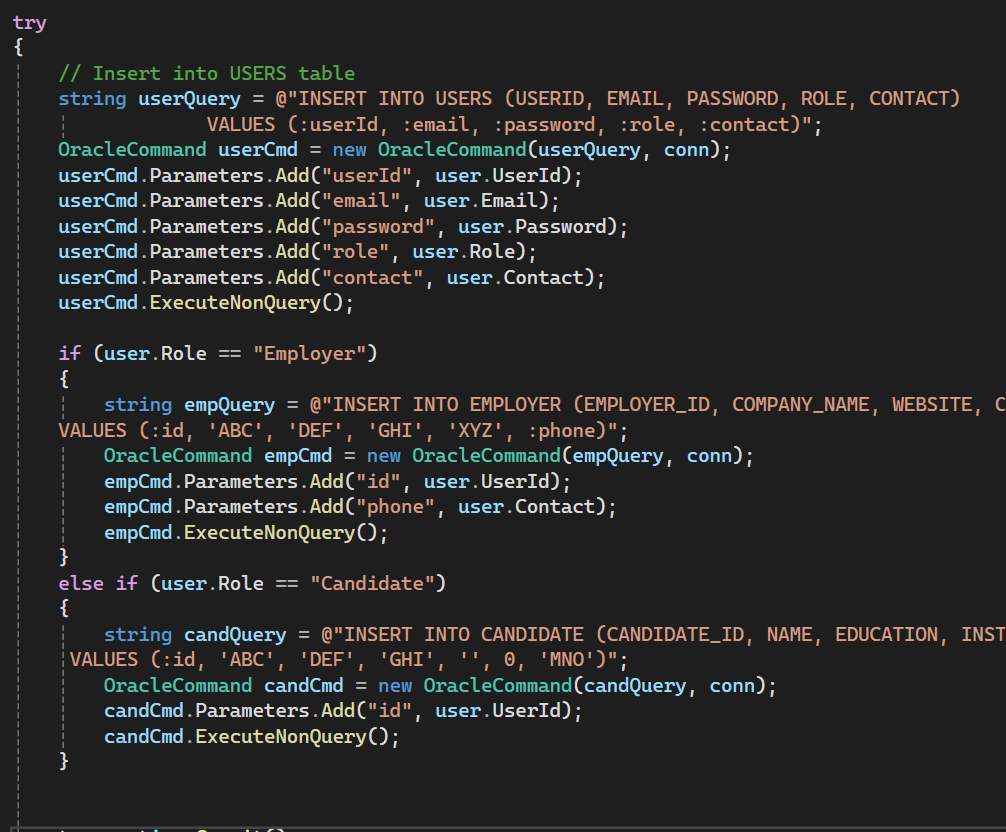 try
{
// Insert into USERS table
string userQuery = @"INSERT INTO USERS (USERID, EMAIL, PASSWORD, ROLE, CONTACT)
VALUES (:userId, :email, :password, :role, :contact)";
OracleCommand userCmd = new OracleCommand(userQuery, conn);
userCmd.Parameters.Add("userId", user.UserId);
userCmd.Parameters.Add("email", user.Email);
userCmd.Parameters.Add("password", user.Password);
userCmd.Parameters.Add("role", user.Role);
userCmd.Parameters.Add("contact", user.Contact);
userCmd.ExecuteNonQuery();
if (user.Role == "Employer")
{
string empQuery = @"INSERT INTO EMPLOYER (EMPLOYER_ID, COMPANY_NAME, WEBSITE, C
VALUES (:id, 'ABC', 'DEF', 'GHI', 'XYZ', :phone)";
OracleCommand empCmd = new OracleCommand(empQuery, conn);
empCmd.Parameters.Add("id", user.UserId);
empCmd.Parameters.Add("phone", user.Contact);
empCmd.ExecuteNonQuery();
}
else if (user.Role == "Candidate")
{
string candQuery = @"INSERT INTO CANDIDATE (CANDIDATE_ID, NAME, EDUCATION, INST
VALUES (:id, 'ABC', 'DEF', 'GHI', '', 0, 'MNO')";
OracleCommand candCmd = new OracleCommand(candQuery, conn);
candCmd.Parameters.Add("id", user.UserId);
candCmd.ExecuteNonQuery();
}